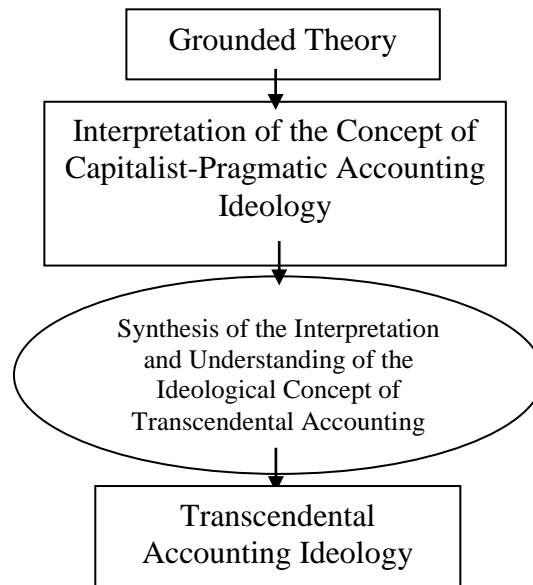 Grounded Theory
Interpretation of the Concept of
Capitalist-Pragmatic Accounting
Ideology
Synthesis of the Interpretation
and Understanding of the
Ideological Concept of
Transcendental Accounting
Transcendental
Accounting Ideology